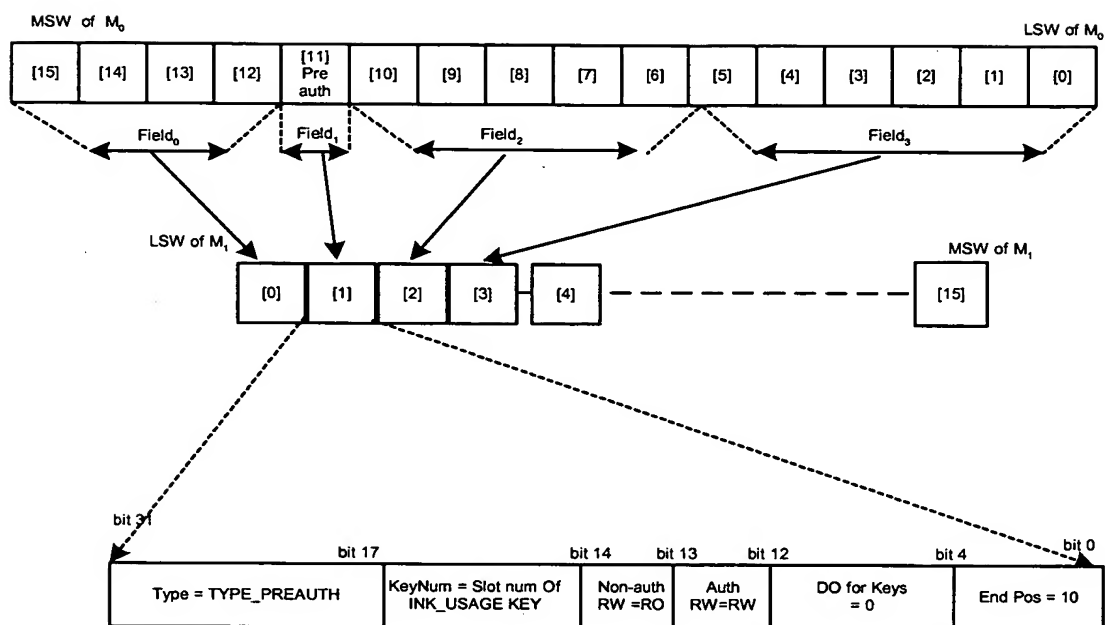 MSW of M0
LSW of M0
[15] [14] [13] [12] [11] Pre auth [10] [9] [8] [7] [6] [5] [4] [3] [2] [1] [0]
Field0 Field1 Field2 Field3
LSW of M1
MSW of M1
[0] [1] [2] [3] [4] [15]
bit 31
bit 17 bit 14 bit 13 bit 12 bit 4 bit 0
Type = TYPE_PREAUTH
KeyNum = Slot num Of
INK_USAGE KEY
Non-auth
RW =RO
Auth
RW=RW
DO for Keys
= 0
End Pos = 10